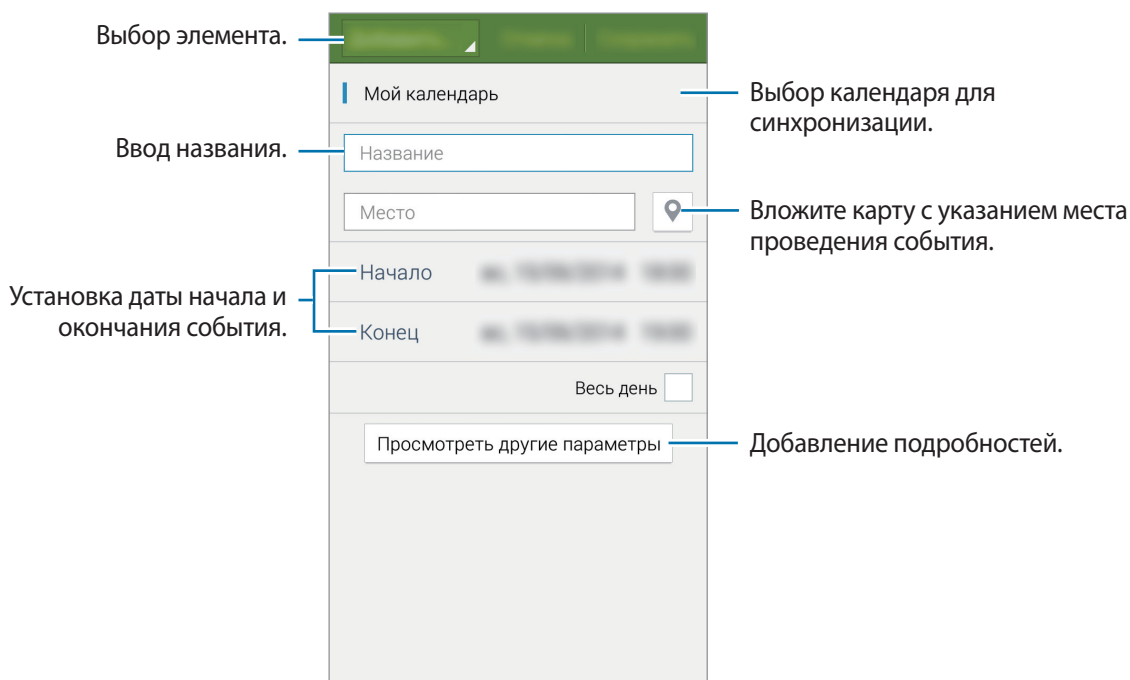 Выбор элемента.
Мой календарь
Выбор календаря для
синхронизации.
Ввод названия.
Название
Место
Вложите карту с указанием места
проведения события.
Установка даты начала и
окончания события.
Начало
Конец
Весь день
Просмотреть другие параметры
Добавление подробностей.